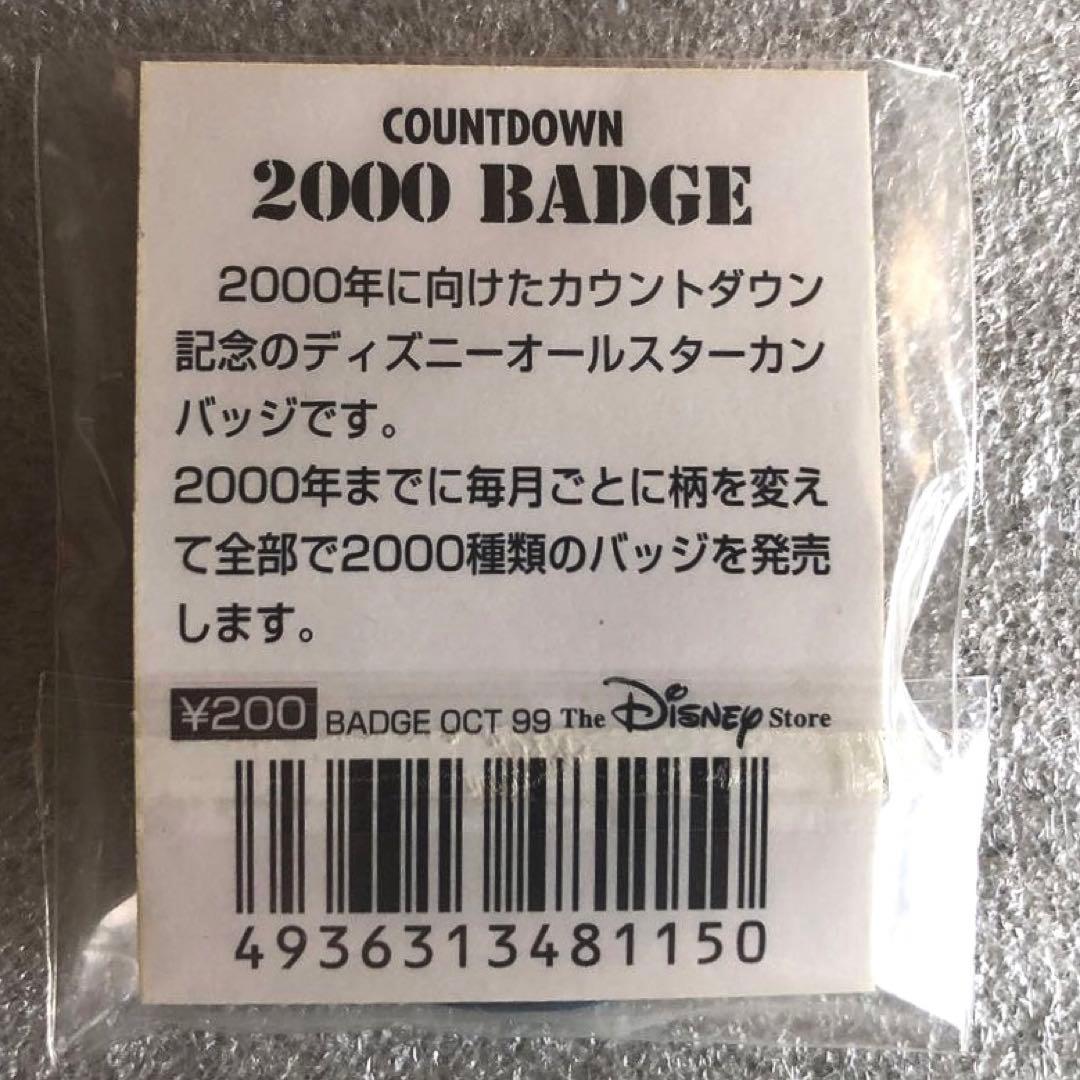 COUNTDOWN
2000 BADGE
2000年に向けたカウントダウン
記念のディズニーオールスターカン
バッジです。
2000年までに毎月ごとに柄を変え
て全部で2000種類のバッジを発売
します。
¥200 BADGE OCT 99 The Disney Store
4936313481150